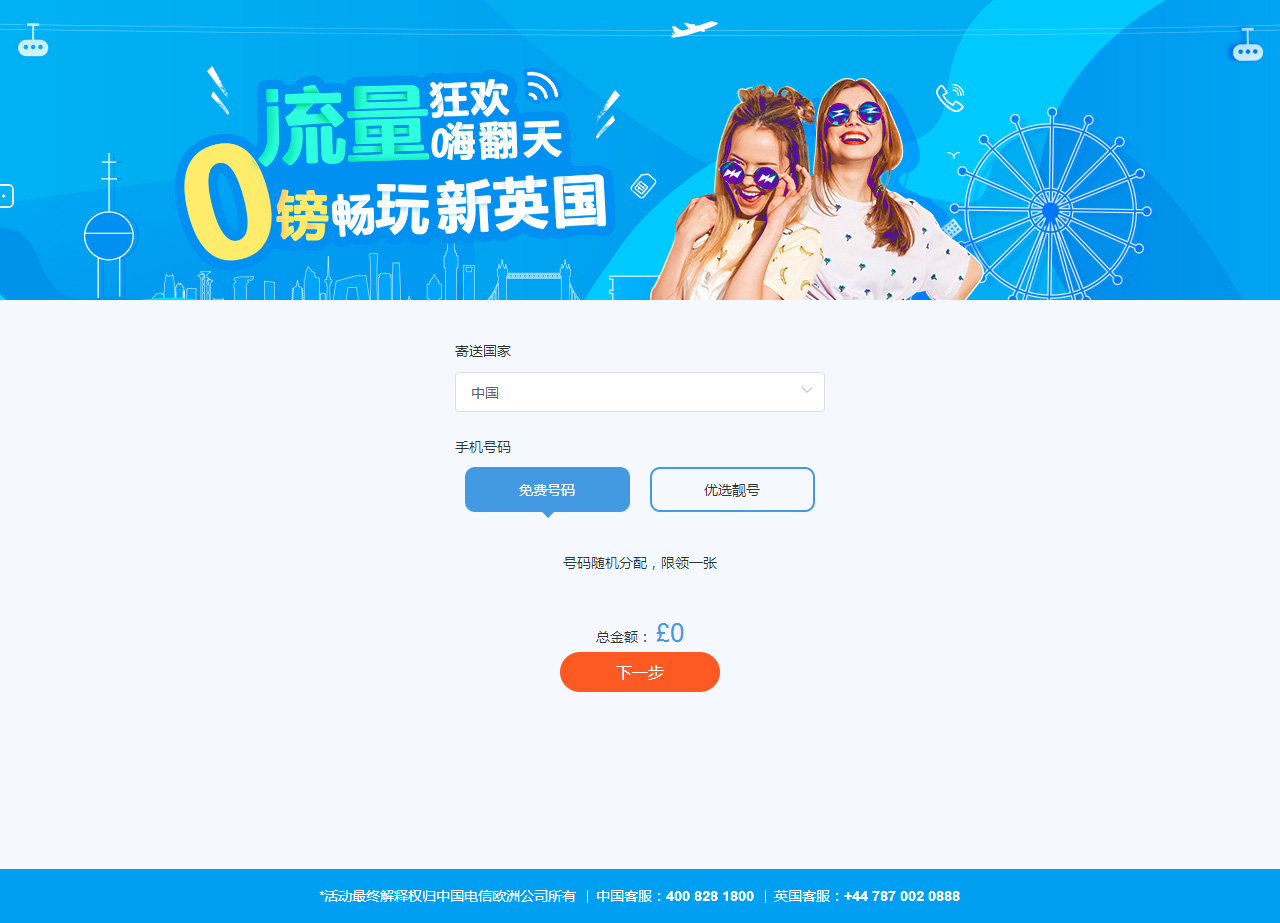 流量狂欢
嗨翻天
0镑畅玩新英国
寄送国家
中国
手机号码
免费号码
优选靓号
号码随机分配，限领一张
总金额： £0
下一步
*活动最终解释权归中国电信欧洲公司所有 | 中国客服：400 828 1800 | 英国客服：+44 787 002 0888